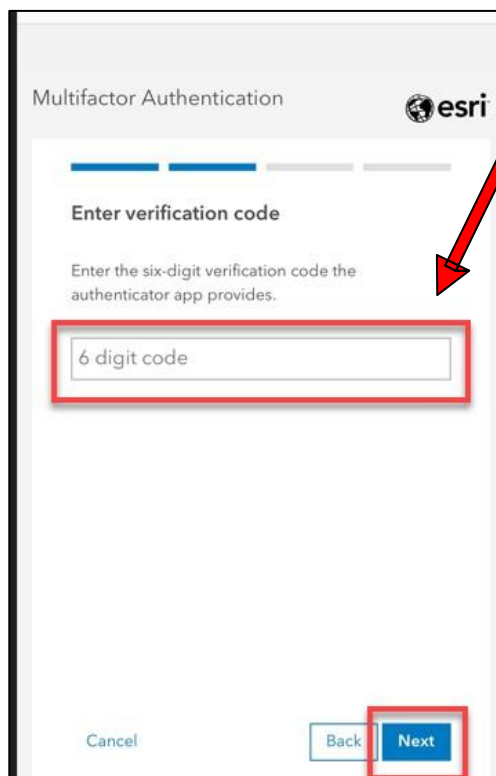 Multifactor Authentication
esri
Enter verification code
Enter the six-digit verification code the
authenticator app provides.
6 digit code
Cancel
Back
Next